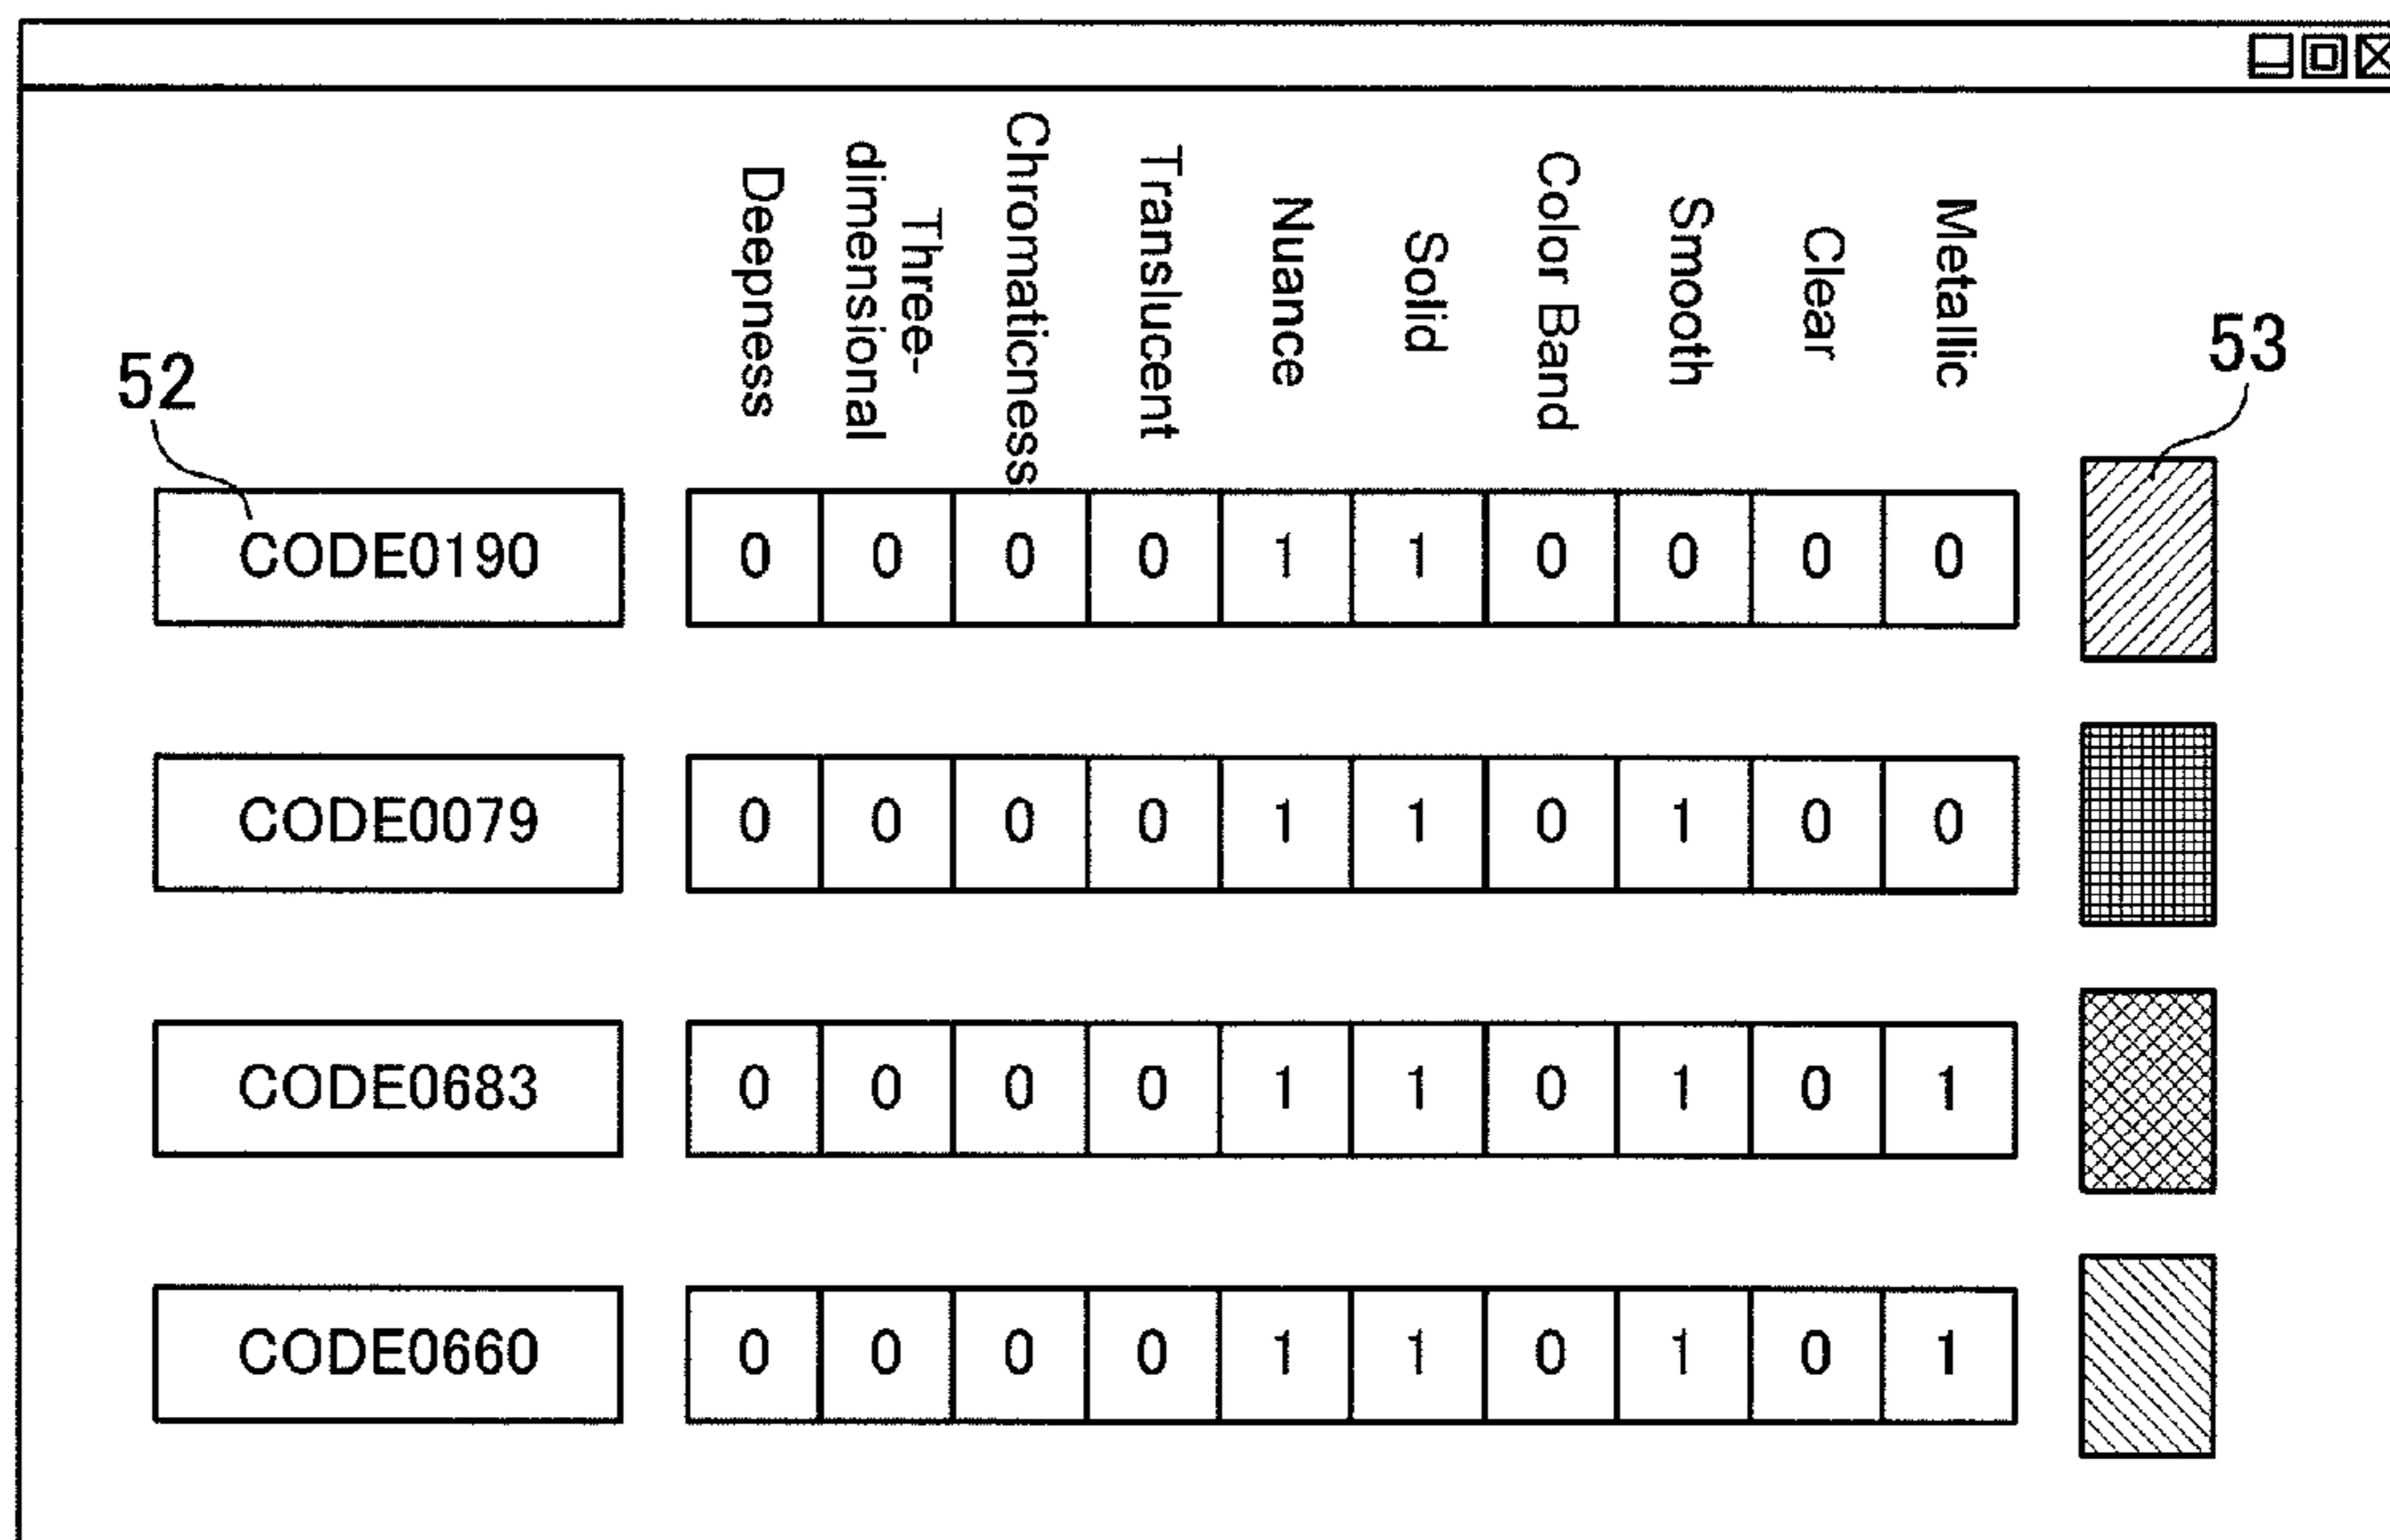 Deepness
Three-
dimensional
Chromaticness
Translucent
Nuance
Solid
Color Band
Smooth
Clear
Metallic
52
53
CODE0190 0 0 0 0 1 1 0 0 0 0
CODE0079 0 0 0 0 1 1 0 1 0 0
CODE0683 0 0 0 0 1 1 0 1 0 1
CODE0660 0 0 0 0 1 1 0 1 0 1